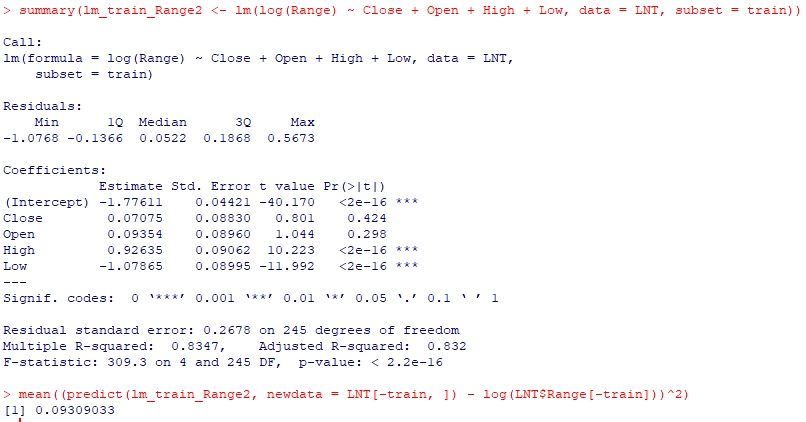 > summary(lm_train_Range2 <- lm(log(Range) ~ Close + Open + High + Low, data = LNT, subset = train))
Call:
lm(formula = log(Range) ~ Close + Open + High + Low, data = LNT,
    subset = train)
Residuals:
    Min      1Q  Median      3Q     Max
-1.0768 -0.1366  0.0522  0.1868  0.5673
Coefficients:
            Estimate Std. Error t value Pr(>|t|)
(Intercept) -1.77611    0.04421 -40.170   <2e-16 ***
Close        0.07075    0.08830   0.801    0.424
Open         0.09354    0.08960   1.044    0.298
High         0.92635    0.09062  10.223   <2e-16 ***
Low         -1.07865    0.08995 -11.992   <2e-16 ***
---
Signif. codes:  0 ‘***’ 0.001 ‘**’ 0.01 ‘*’ 0.05 ‘.’ 0.1 ‘ ’ 1
Residual standard error: 0.2678 on 245 degrees of freedom
Multiple R-squared:  0.8347,    Adjusted R-squared:  0.832
F-statistic: 309.3 on 4 and 245 DF,  p-value: < 2.2e-16
> mean((predict(lm_train_Range2, newdata = LNT[-train, ]) - log(LNT$Range[-train]))^2)
[1] 0.09309033